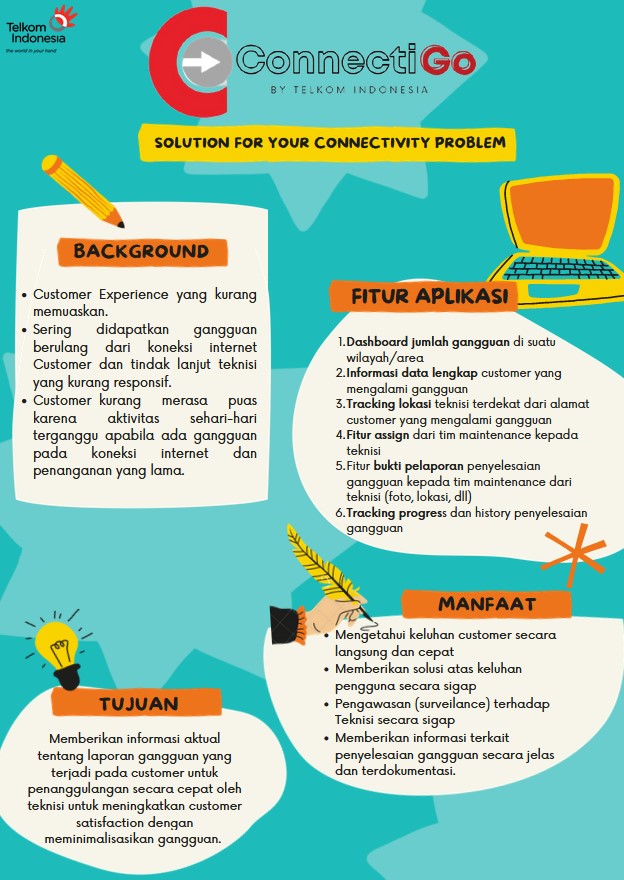 Telkom
Indonesia
the world in your hand
ConnectiGo
BY TELKOM INDONESIA
SOLUTION FOR YOUR CONNECTIVITY PROBLEM
BACKGROUND
• Customer Experience yang kurang
memuaskan.
• Sering didapatkan gangguan
berulang dari koneksi internet
Customer dan tindak lanjut teknisi
yang kurang responsif.
• Customer kurang merasa puas
karena aktivitas sehari-hari
terganggu apabila ada gangguan
pada koneksi internet dan
penanganan yang lama.
FITUR APLIKASI
1.Dashboard jumlah gangguan di suatu
wilayah/area
2.Informasi data lengkap customer yang
mengalami gangguan
3.Tracking lokasi teknisi terdekat dari alamat
customer yang mengalami gangguan
4.Fitur assign dari tim maintenance kepada
teknisi
5.Fitur bukti pelaporan penyelesaian
gangguan kepada tim maintenance dari
teknisi (foto, lokasi, dll)
6.Tracking progress dan history penyelesaian
gangguan
MANFAAT
• Mengetahui keluhan customer secara
langsung dan cepat
• Memberikan solusi atas keluhan
pengguna secara sigap
• Pengawasan (surveilance) terhadap
Teknisi secara sigap
• Memberikan informasi terkait
penyelesaian gangguan secara jelas
dan terdokumentasi.
TUJUAN
Memberikan informasi aktual
tentang laporan gangguan yang
terjadi pada customer untuk
penanggulangan secara cepat oleh
teknisi untuk meningkatkan customer
satisfaction dengan
meminimalisasikan gangguan.